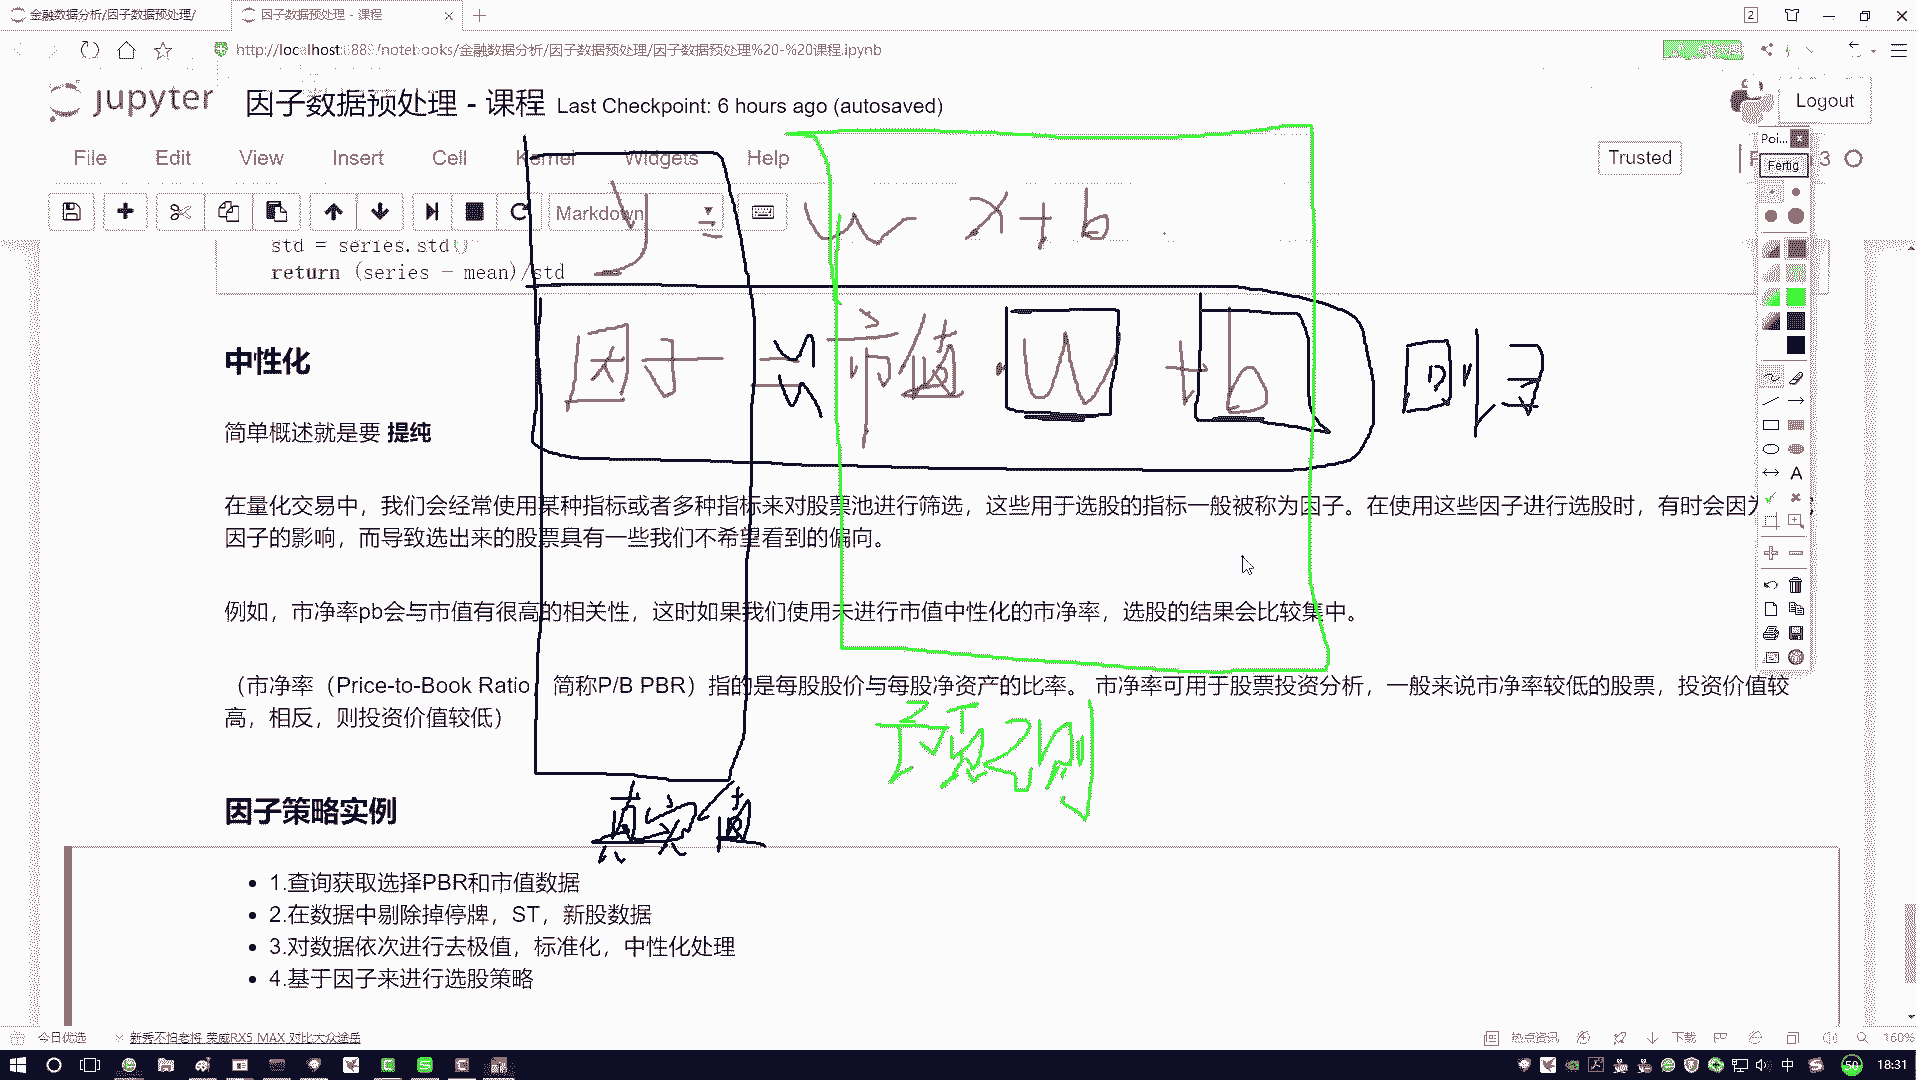 金融数据分析/因子数据预处理/
因子数据预处理 - 课程
2
http://localhost:889/notebooks/金融数据分析/因子数据预处理/因子数据预处理%20-%20课程.ipynb
jupyter 因子数据预处理 - 课程 Last Checkpoint: 6 hours ago (autosaved)
Logout
File Edit View Insert Cell Kernel Widgets Help
Trusted
3
Poi...
Fertig
Markdown
y = w x + b
std = series.std()
return (series - mean)/std
因子 市值 · W + b 回归
中性化
简单概述就是要 提纯
在量化交易中，我们会经常使用某种指标或者多种指标来对股票池进行筛选，这些用于选股的指标一般被称为因子。在使用这些因子进行选股时，有时会因为
因子的影响，而导致选出来的股票具有一些我们不希望看到的偏向。
例如，市净率pb会与市值有很高的相关性，这时如果我们使用未进行市值中性化的市净率，选股的结果会比较集中。
（市净率（Price-to-Book Ratio，简称P/B PBR）指的是每股股价与每股净资产的比率。 市净率可用于股票投资分析，一般来说市净率较低的股票，投资价值较
高，相反，则投资价值较低）
预测
因子策略实例
真实值
1.查询获取选择PBR和市值数据
2.在数据中剔除掉停牌，ST，新股数据
3.对数据依次进行去极值，标准化，中性化处理
4.基于因子来进行选股策略
今日优选
新秀不怕老将 荣威RX5 MAX 对比大众途岳
热点资讯
下载
160%
中
50
18:31